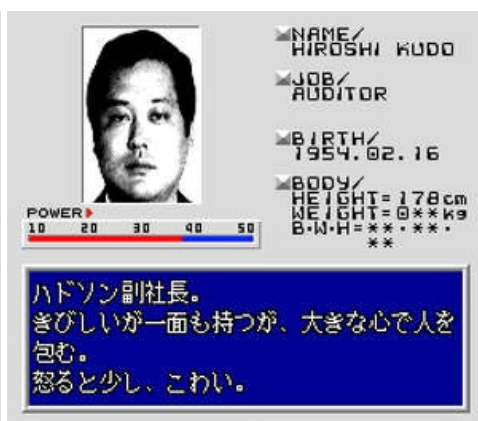 NAME/
HIROSHI KUDO
JOB/
AUDITOR
BIRTH/
1954.02.16
BODY/
HEIGHT=178cm
WEIGHT=0**kg
B·W·H=**·**·
**
POWER
10 20 30 40 50
ハドソン副社長。
きびしいが一面も持つが、大きな心で人を
包む。
怒ると少し、こわい。